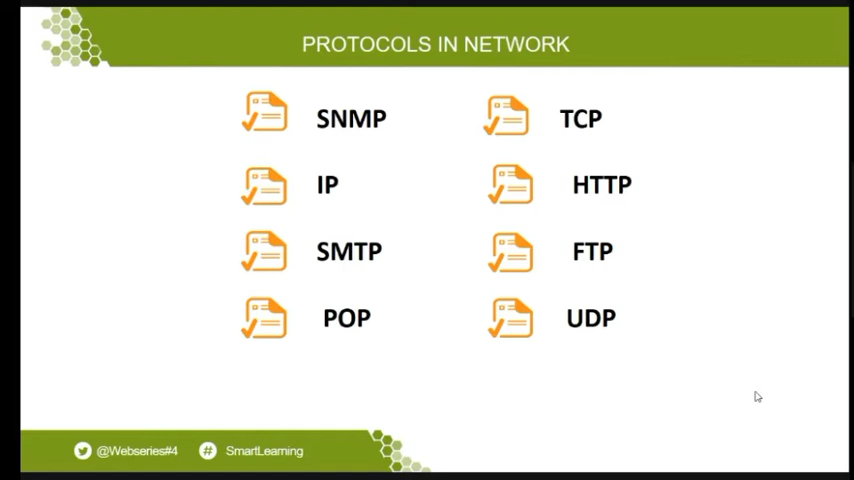 PROTOCOLS IN NETWORK
SNMP
TCP
IP
HTTP
SMTP
FTP
POP
UDP
@Webseries#4 # SmartLearning